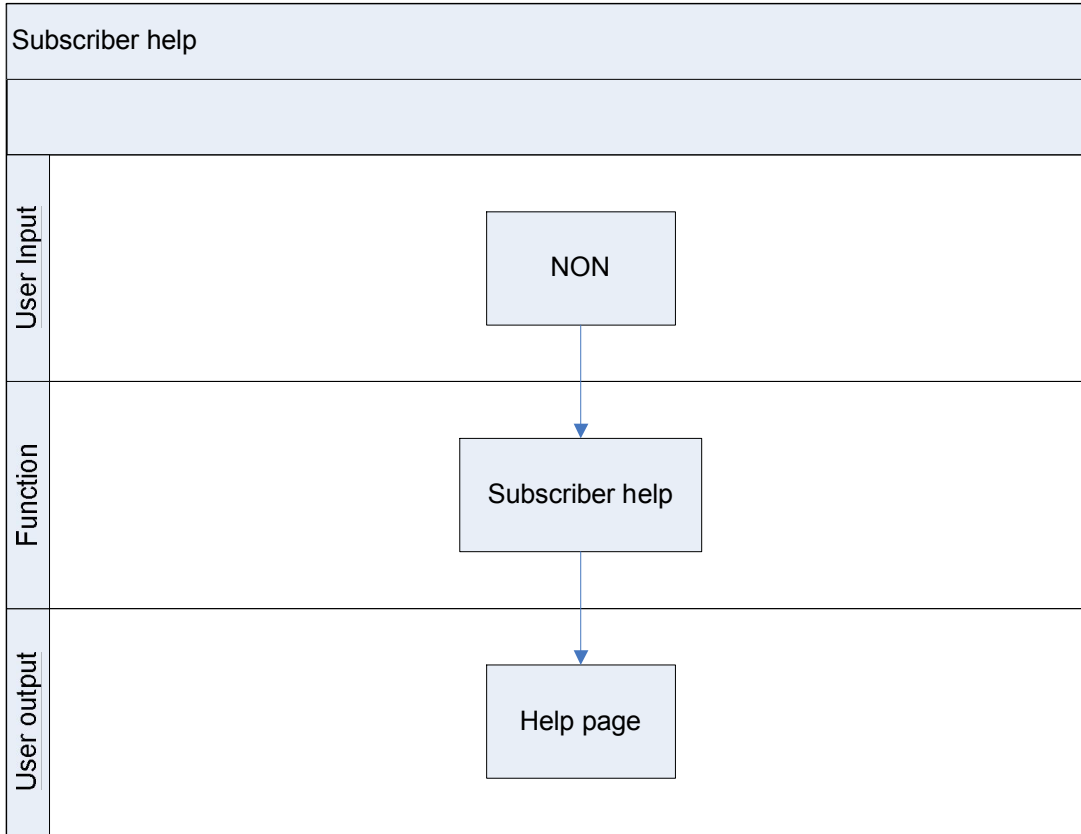 Subscriber help
User Input
NON
Function
Subscriber help
User output
Help page